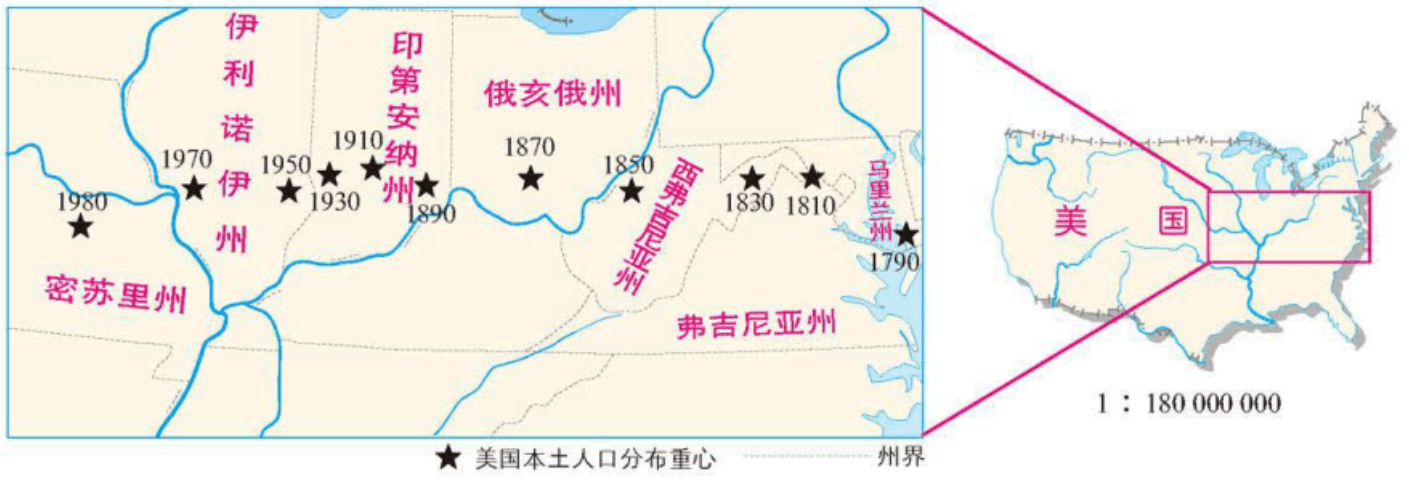 伊利诺伊州
印第安纳州
俄亥俄州
西弗吉尼亚州
马里兰州
密苏里州
弗吉尼亚州
1980
1970
1950
1930
1910
1890
1870
1850
1830
1810
1790
美国
1：180 000 000
★ 美国本土人口分布重心
州界